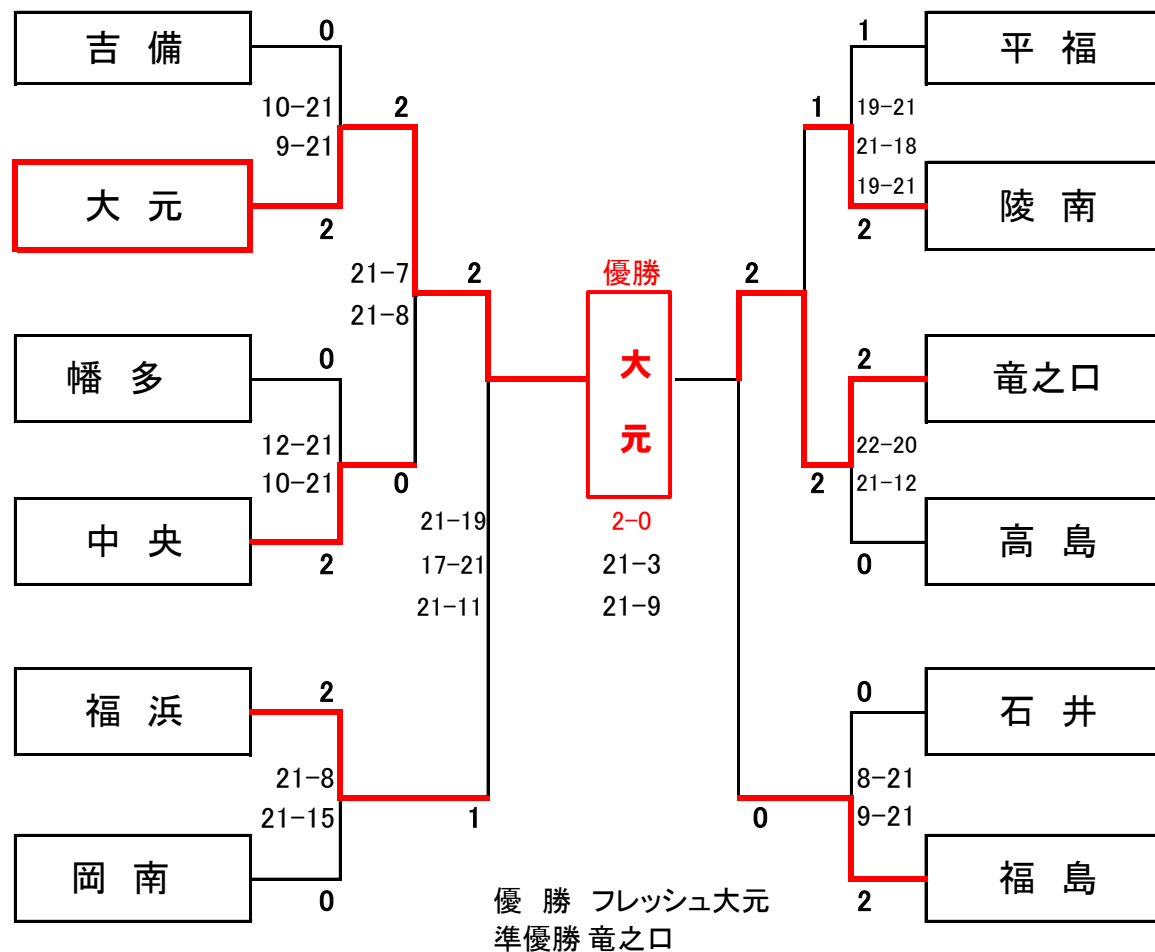 吉 備
0
10-21
9-21
2
大 元
2
21-7
21-8
2
幡 多
0
12-21
10-21
0
中 央
2
21-19
17-21
21-11
福 浜
2
21-8
21-15
1
岡 南
0
優勝
大
元
2-0
21-3
21-9
1
平 福
1
19-21
21-18
19-21
2
陵 南
2
2
竜之口
22-20
21-12
2
0
高 島
0
石 井
8-21
9-21
0
2
福 島
優 勝 フレッシュ大元
準優勝 竜之口